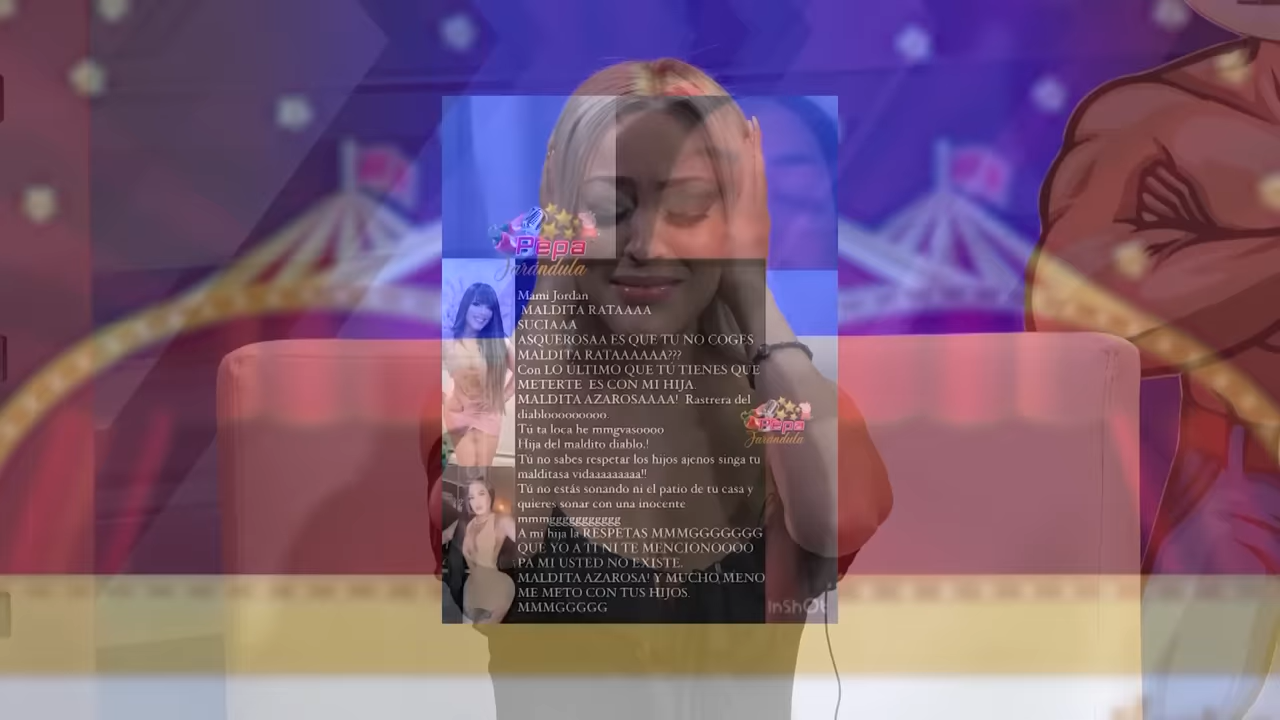 Pepa
Farándula
Mami Jordan
MALDITA RATAAAA
SUCIAAA
ASQUEROSAA ES QUE TU NO COGES
MALDITA RATAAAAAA???
Con LO ÚLTIMO QUE TÚ TIENES QUE
METERTE ES CON MI HIJA.
MALDITA AZAROSAAAA! Rastrera del
diablooooooooo.
Tú ta loca he mmgvasoooo
Hija del maldito diablo.!
Tú no sabes respetar los hijos ajenos singa tu
malditasa vidaaaaaaaaa!!
Tú no estás sonando ni el patio de tu casa y
quieres sonar con una inocente
mmmggggggggggg
A mi hija la RESPETAS MMMGGGGGGG
QUE YO A TI NI TE MENCIONOOOO
PA MI USTED NO EXISTE.
MALDITA AZAROSA! Y MUCHO MENO
ME METO CON TUS HIJOS.
MMMGGGGG
Pepa
Farándula
InShOt